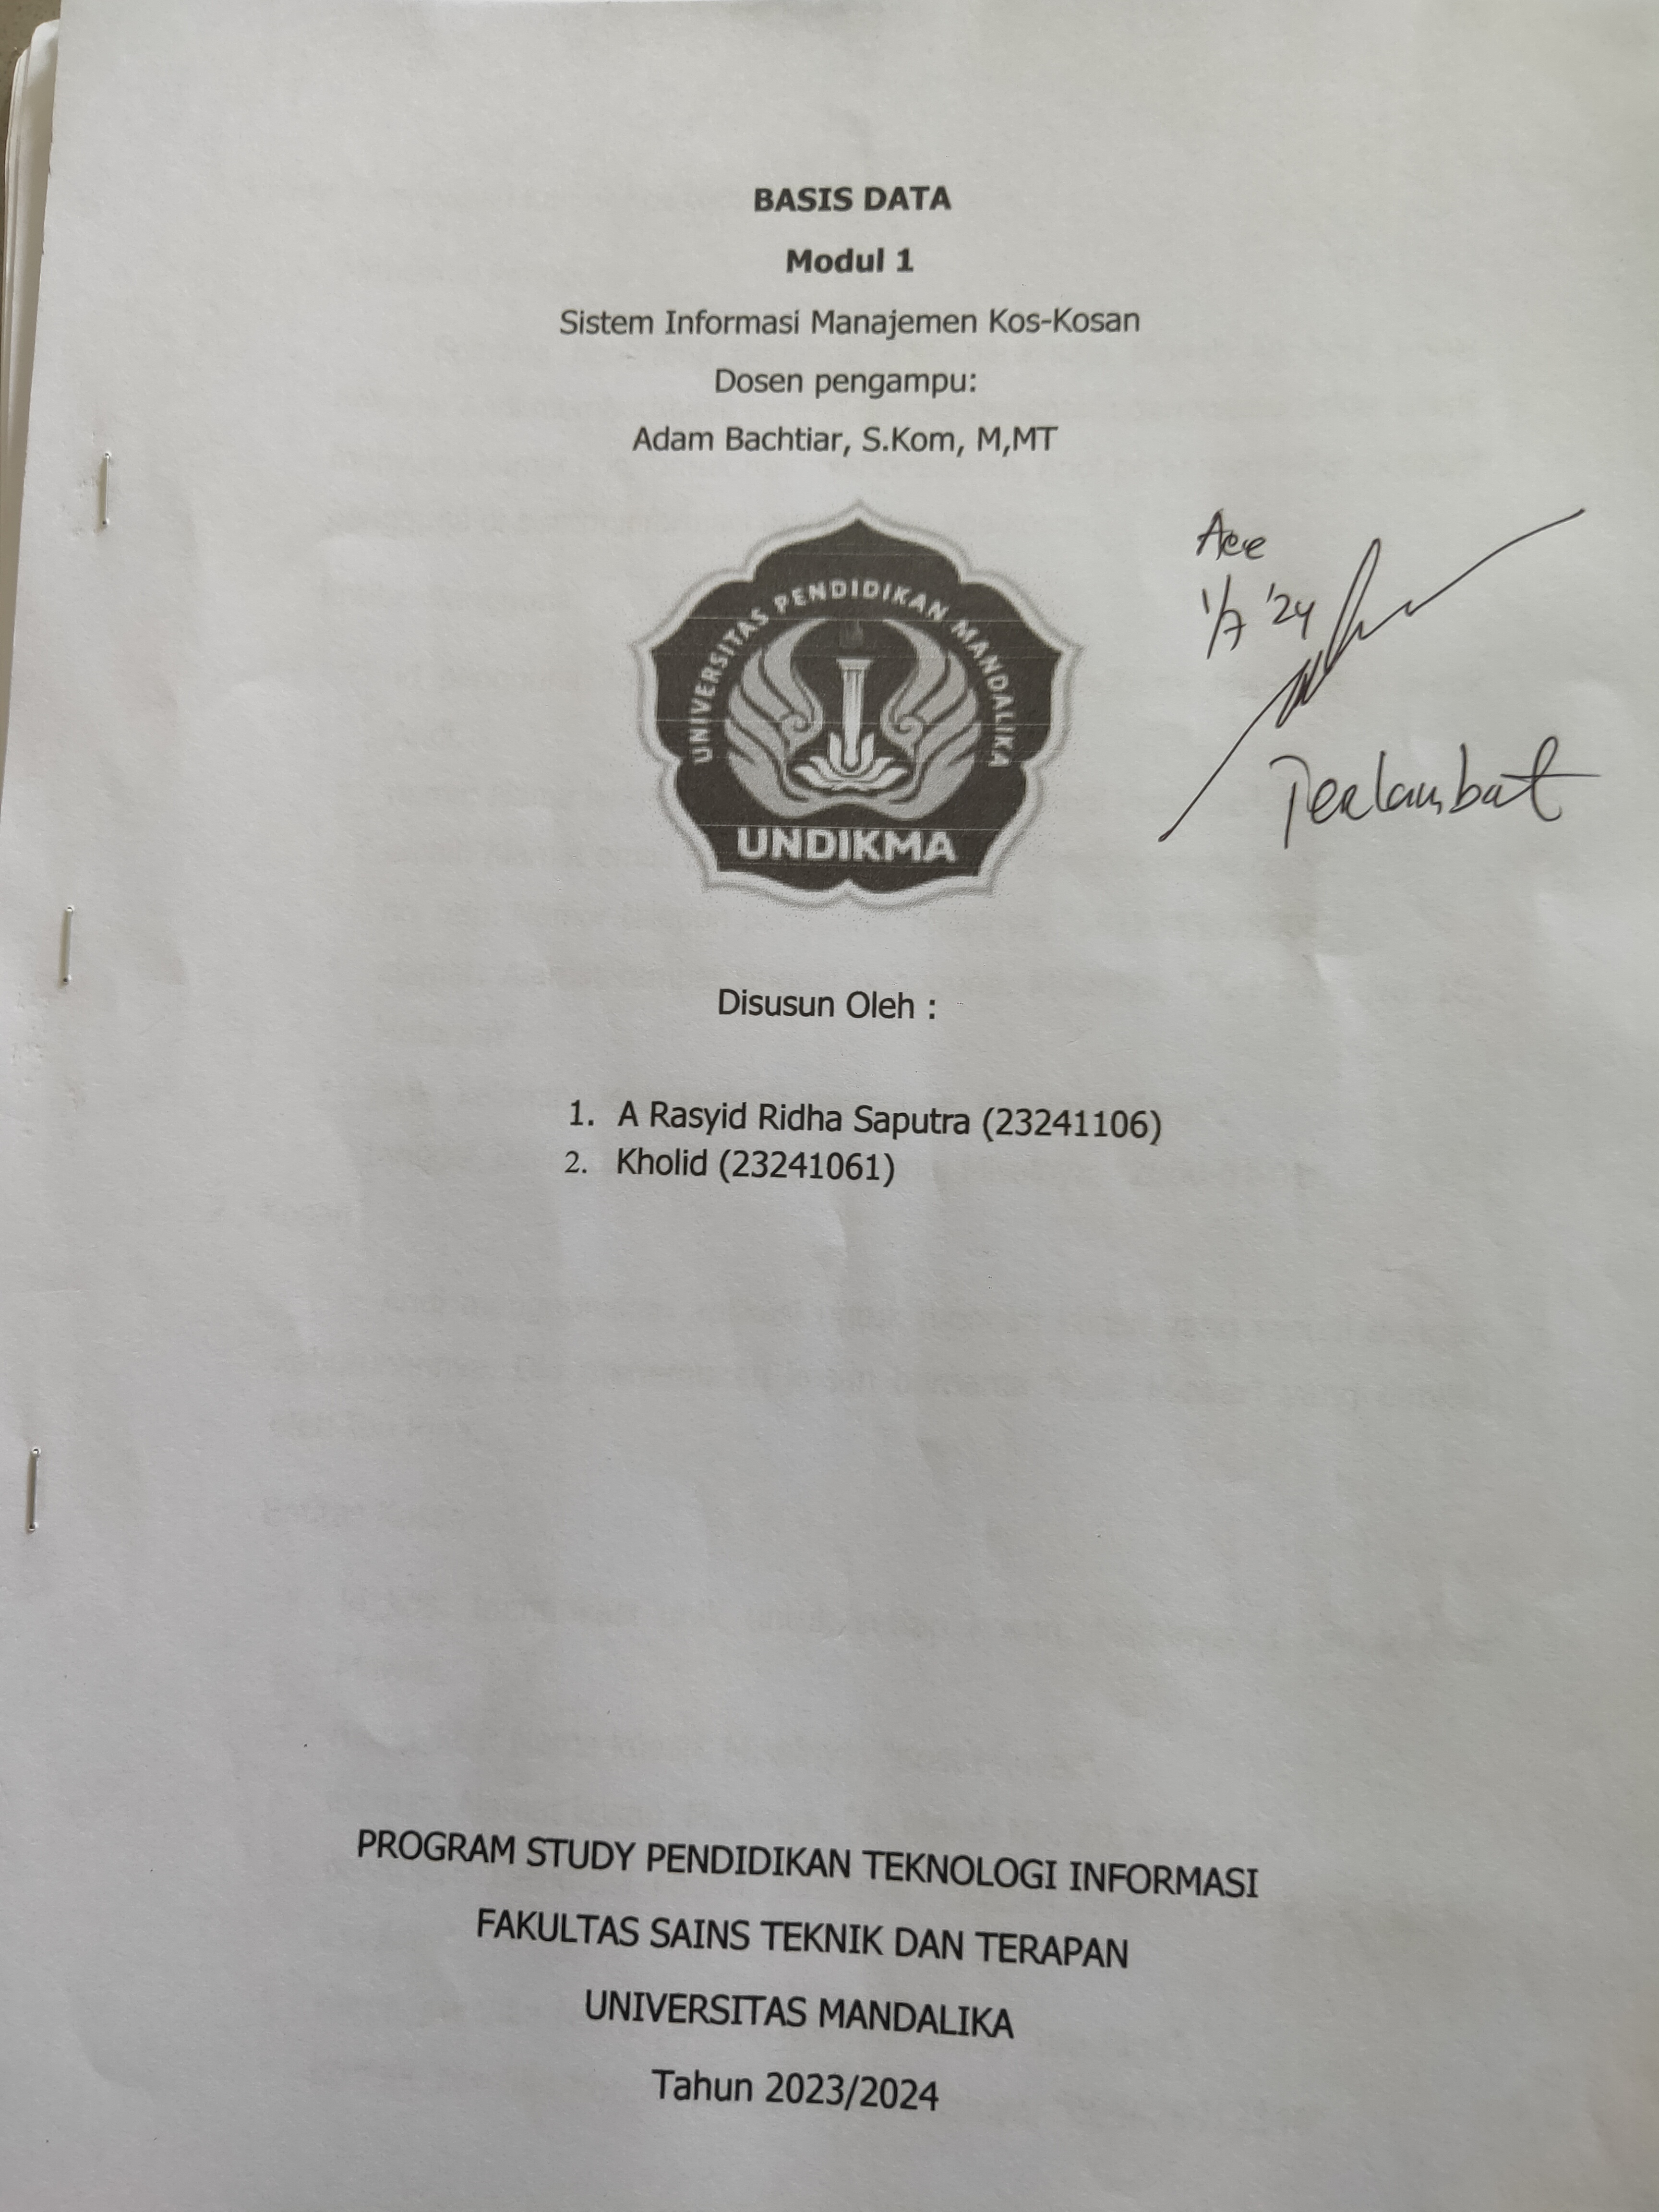 BASIS DATA
Modul 1
Sistem Informasi Manajemen Kos-Kosan
Dosen pengampu:
Adam Bachtiar, S.Kom, M,MT
UNIVERSITAS PENDIDIKAN MANDALIKA
UNDIKMA
Acc
1/7 '24
Terlambat
Disusun Oleh :
1. A Rasyid Ridha Saputra (23241106)
2. Kholid (23241061)
PROGRAM STUDY PENDIDIKAN TEKNOLOGI INFORMASI
FAKULTAS SAINS TEKNIK DAN TERAPAN
UNIVERSITAS MANDALIKA
Tahun 2023/2024